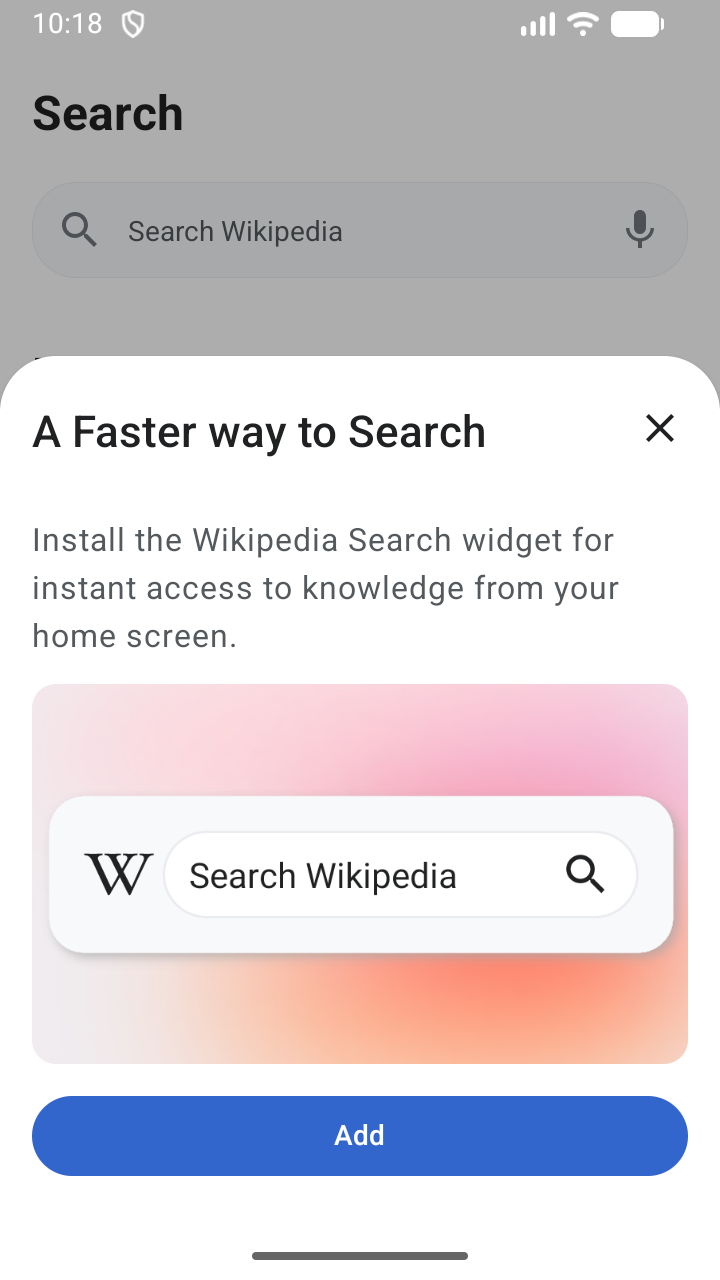 10:18
Search
Search Wikipedia
A Faster way to Search
Install the Wikipedia Search widget for
instant access to knowledge from your
home screen.
W Search Wikipedia
Add